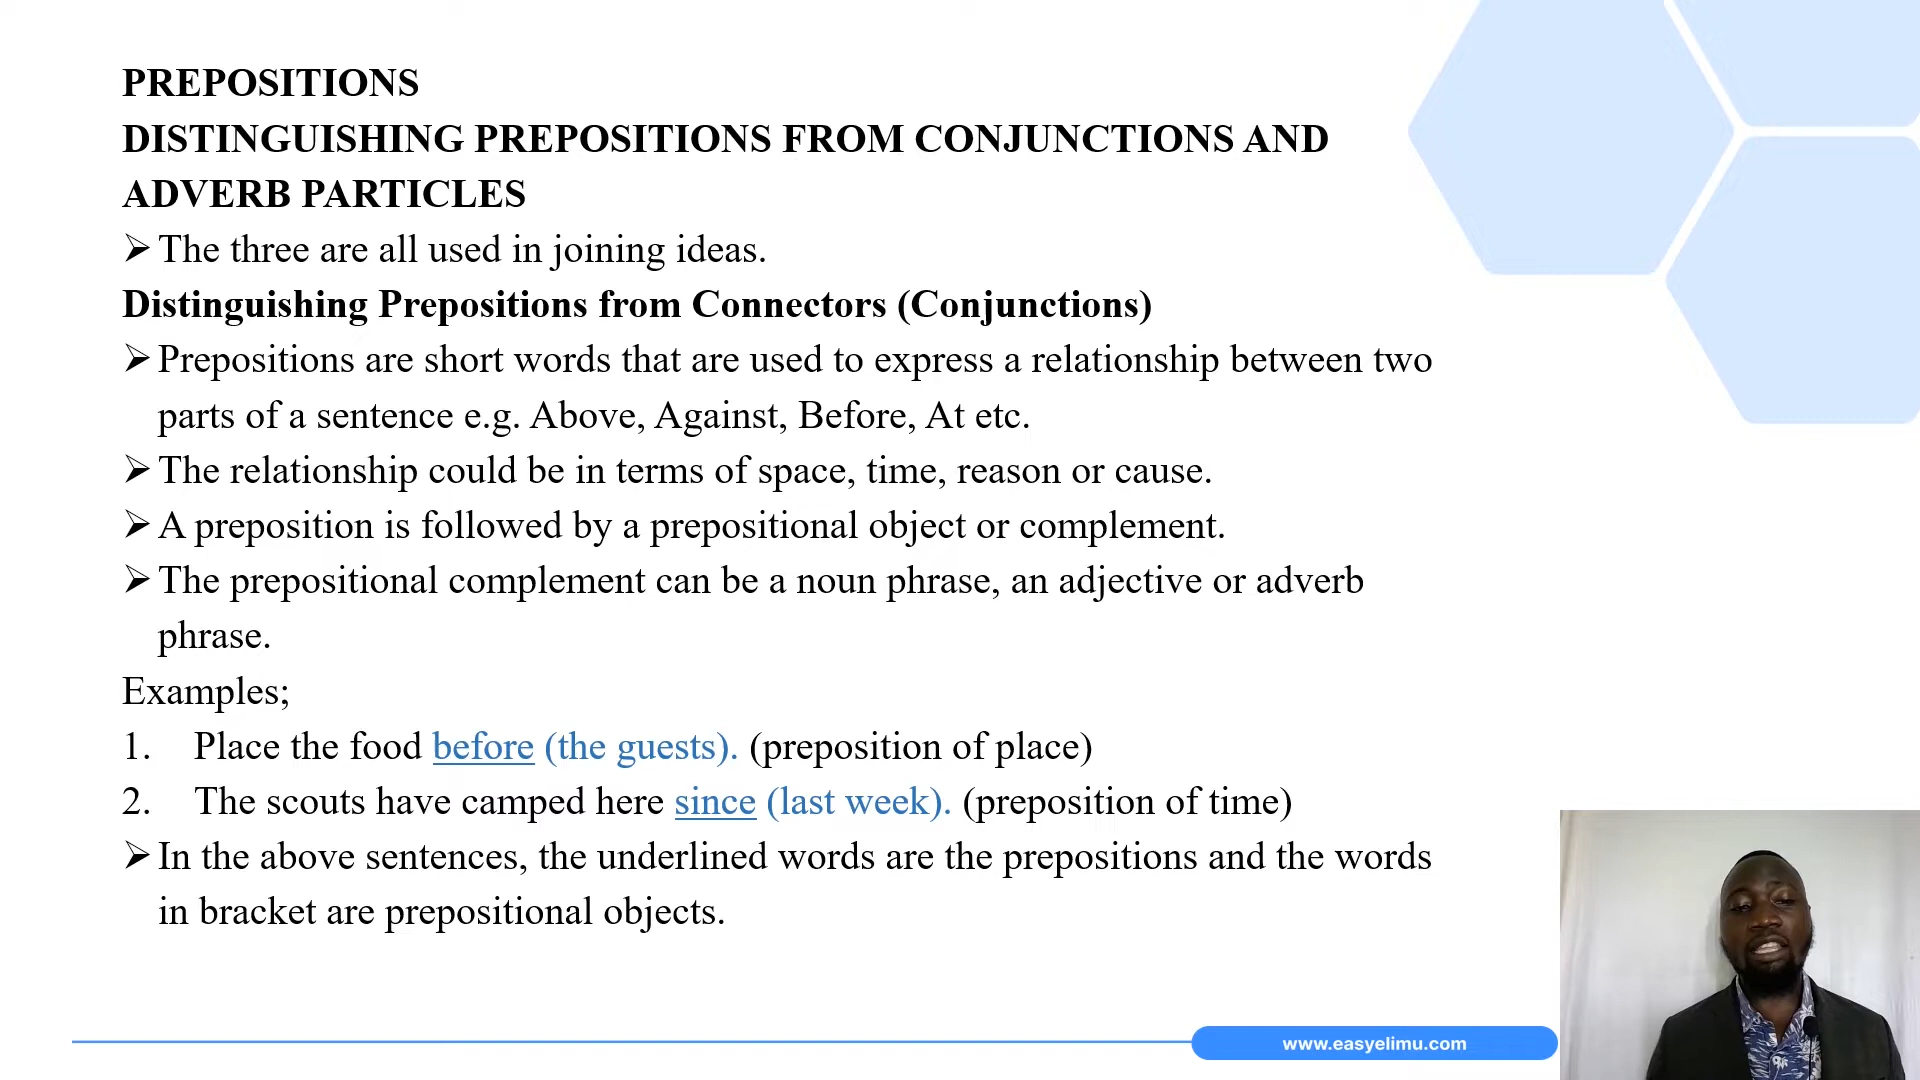 PREPOSITIONS
DISTINGUISHING PREPOSITIONS FROM CONJUNCTIONS AND
ADVERB PARTICLES
➢ The three are all used in joining ideas.
Distinguishing Prepositions from Connectors (Conjunctions)
➢ Prepositions are short words that are used to express a relationship between two
parts of a sentence e.g. Above, Against, Before, At etc.
➢ The relationship could be in terms of space, time, reason or cause.
➢ A preposition is followed by a prepositional object or complement.
➢ The prepositional complement can be a noun phrase, an adjective or adverb
phrase.
Examples;
1. Place the food before (the guests). (preposition of place)
2. The scouts have camped here since (last week). (preposition of time)
➢ In the above sentences, the underlined words are the prepositions and the words
in bracket are prepositional objects.
www.easyelimu.com